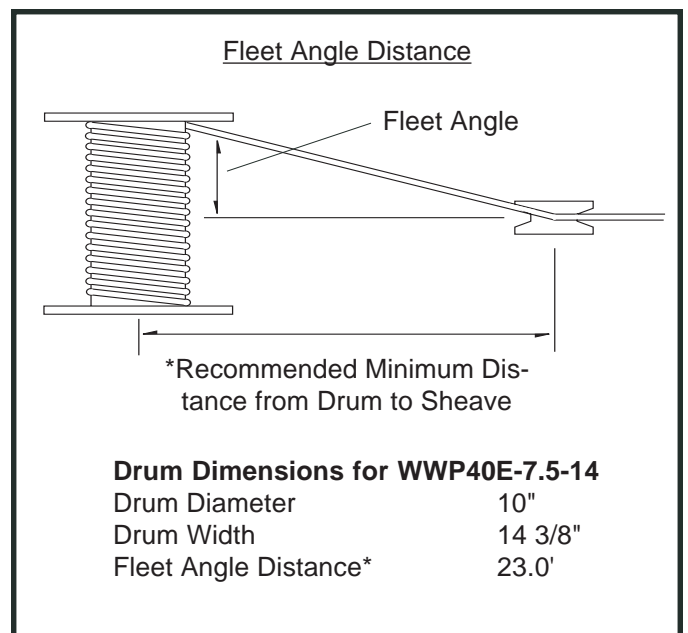 Fleet Angle Distance
Fleet Angle
*Recommended Minimum Dis-
tance from Drum to Sheave
Drum Dimensions for WWP40E-7.5-14
Drum Diameter 10"
Drum Width 14 3/8"
Fleet Angle Distance* 23.0'